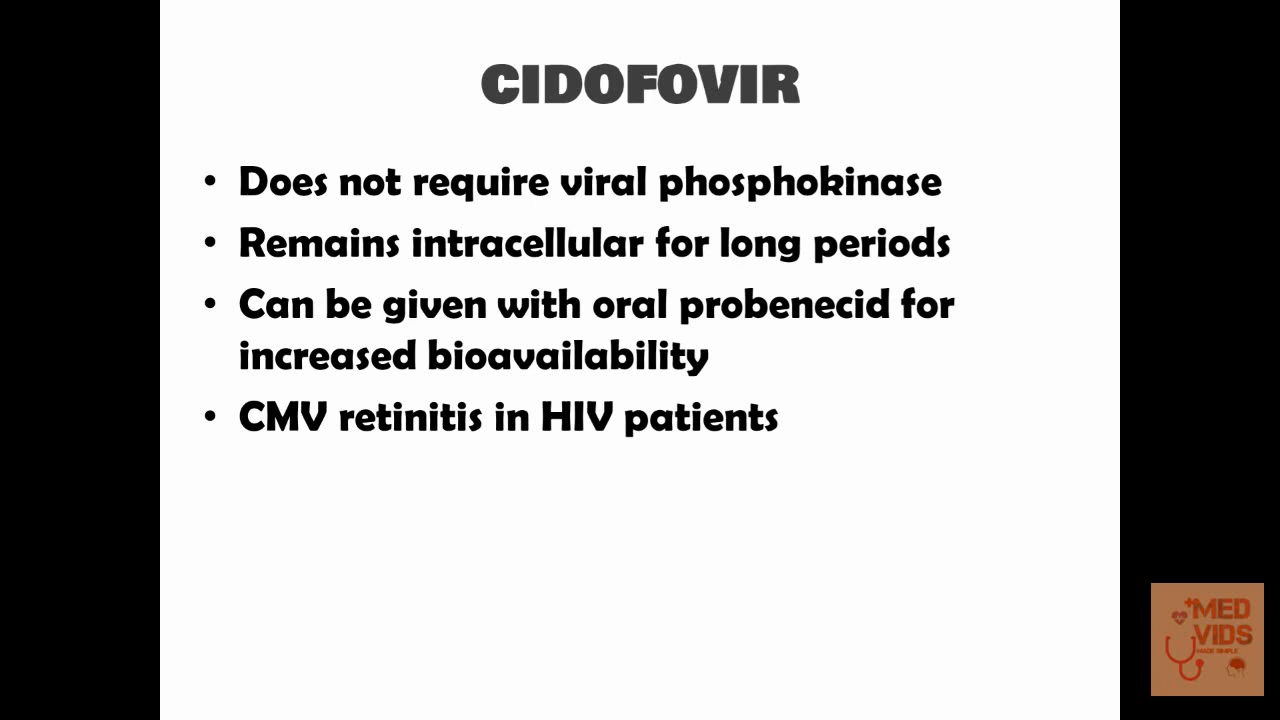 CIDOFOVIR
• Does not require viral phosphokinase
• Remains intracellular for long periods
• Can be given with oral probenecid for
increased bioavailability
• CMV retinitis in HIV patients
MED
VIDS
MADE SIMPLE